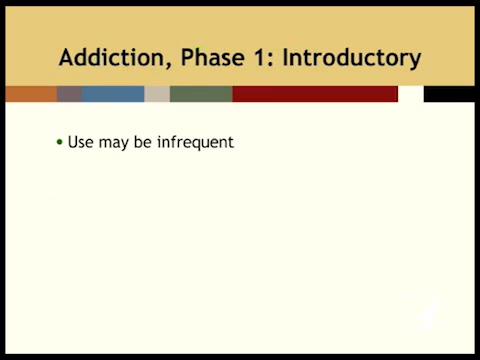 Addiction, Phase 1: Introductory
• Use may be infrequent